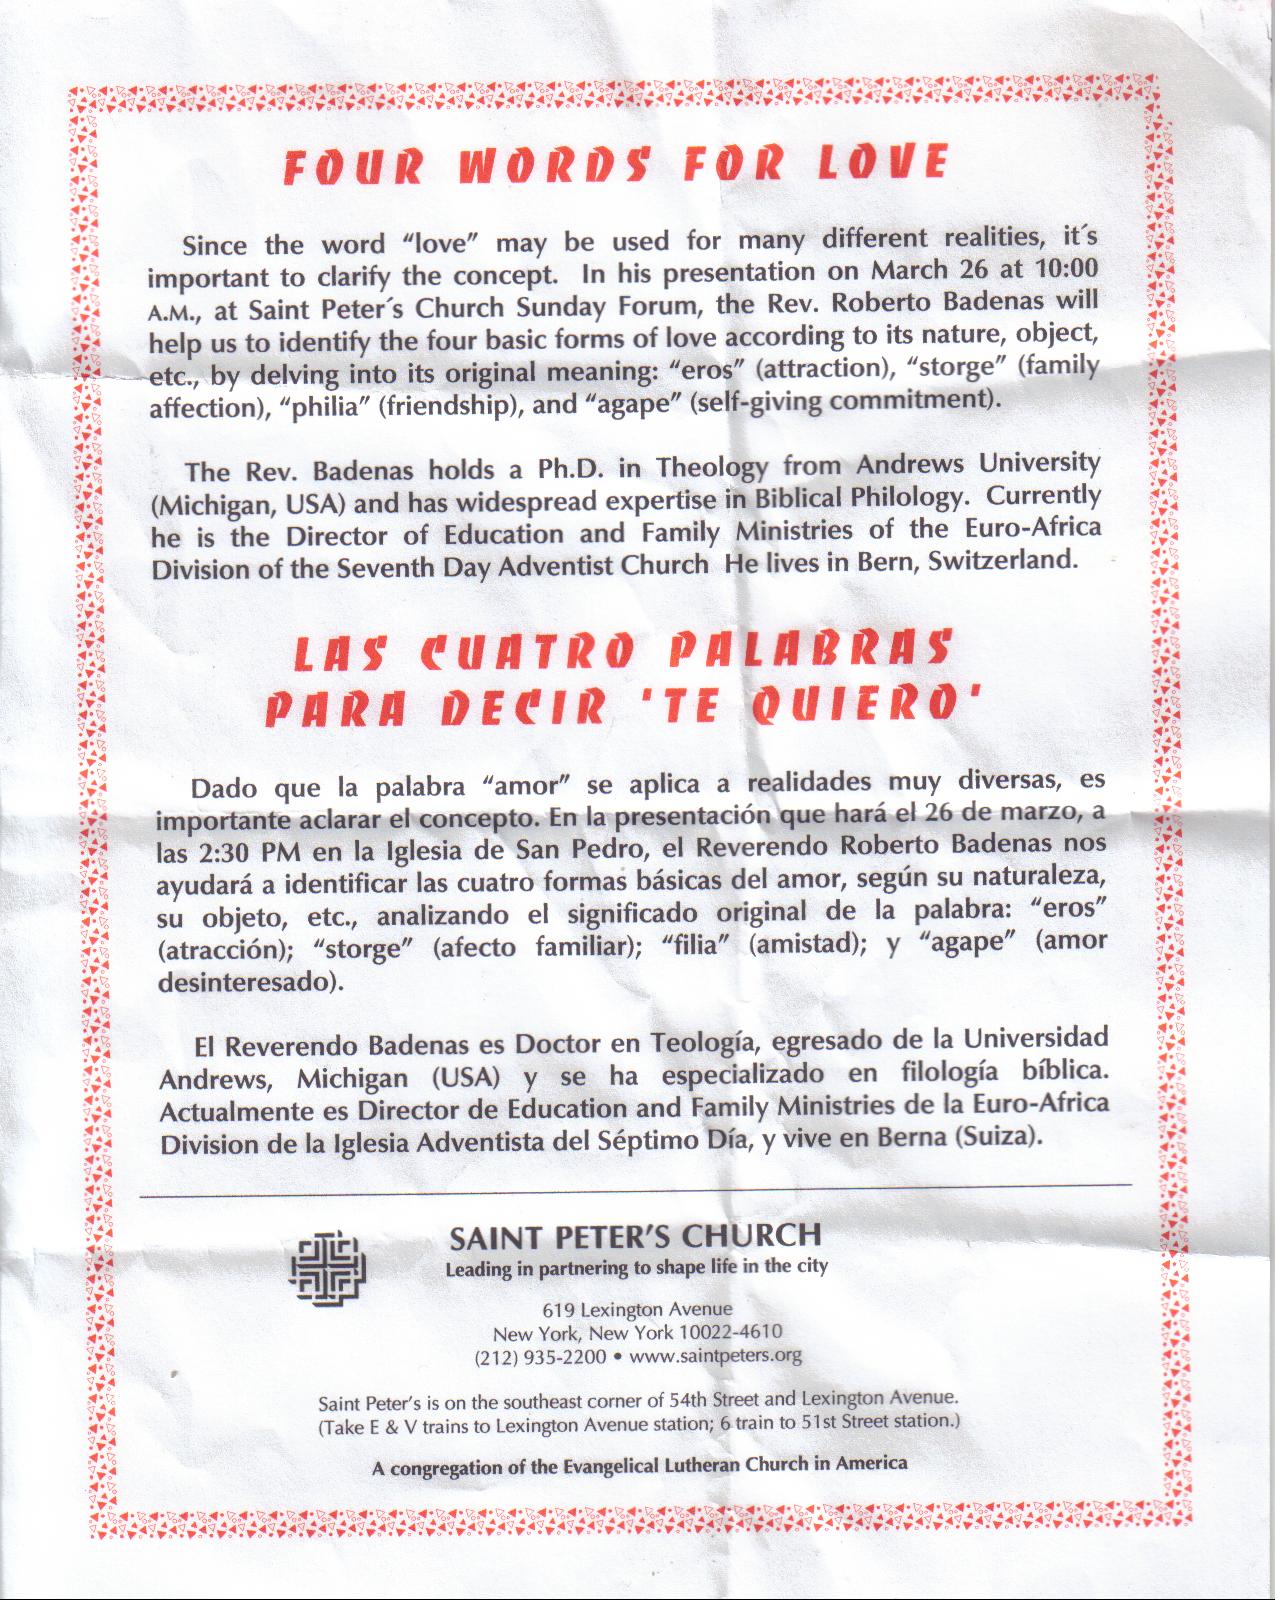 FOUR WORDS FOR LOVE
Since the word “love” may be used for many different realities, it´s
important to clarify the concept.  In his presentation on March 26 at 10:00
A.M., at Saint Peter´s Church Sunday Forum, the Rev. Roberto Badenas will
help us to identify the four basic forms of love according to its nature, object,
etc., by delving into its original meaning: “eros” (attraction), “storge” (family
affection), “philia” (friendship), and “agape” (self-giving commitment).
The Rev. Badenas holds a Ph.D. in Theology from Andrews University
(Michigan, USA) and has widespread expertise in Biblical Philology.  Currently
he is the Director of Education and Family Ministries of the Euro-Africa
Division of the Seventh Day Adventist Church  He lives in Bern, Switzerland.
LAS CUATRO PALABRAS
PARA DECIR 'TE QUIERO'
Dado que la palabra “amor” se aplica a realidades muy diversas, es
importante aclarar el concepto. En la presentación que hará el 26 de marzo, a
las 2:30 PM en la Iglesia de San Pedro, el Reverendo Roberto Badenas nos
ayudará a identificar las cuatro formas básicas del amor, según su naturaleza,
su objeto, etc., analizando el significado original de la palabra: “eros”
(atracción); “storge” (afecto familiar); “filia” (amistad); y “agape” (amor
desinteresado).
El Reverendo Badenas es Doctor en Teología, egresado de la Universidad
Andrews, Michigan (USA) y se ha especializado en filología bíblica.
Actualmente es Director de Education and Family Ministries de la Euro-Africa
Division de la Iglesia Adventista del Séptimo Día, y vive en Berna (Suiza).
SAINT PETER’S CHURCH
Leading in partnering to shape life in the city
619 Lexington Avenue
New York, New York 10022-4610
(212) 935-2200 • www.saintpeters.org
Saint Peter’s is on the southeast corner of 54th Street and Lexington Avenue.
(Take E & V trains to Lexington Avenue station; 6 train to 51st Street station.)
A congregation of the Evangelical Lutheran Church in America